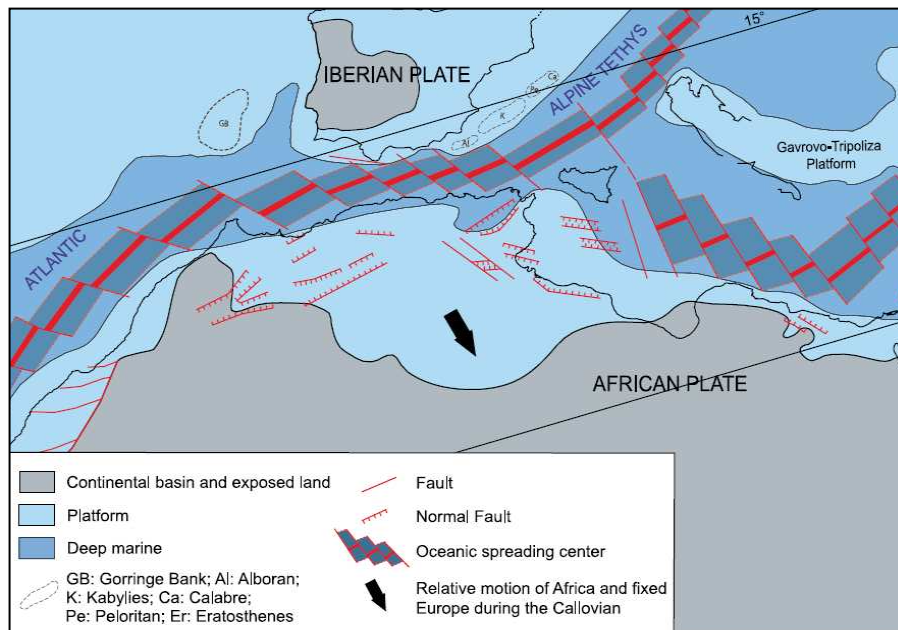 15°
IBERIAN PLATE
ALPINE TETHYS
GB
Ca
Pe
K
Al
Gavrovo-Tripoliza
Platform
ATLANTIC
AFRICAN PLATE
Continental basin and exposed land
Platform
Deep marine
GB: Gorringe Bank; Al: Alboran;
K: Kabylies; Ca: Calabre;
Pe: Peloritan; Er: Eratosthenes
Fault
Normal Fault
Oceanic spreading center
Relative motion of Africa and fixed
Europe during the Callovian